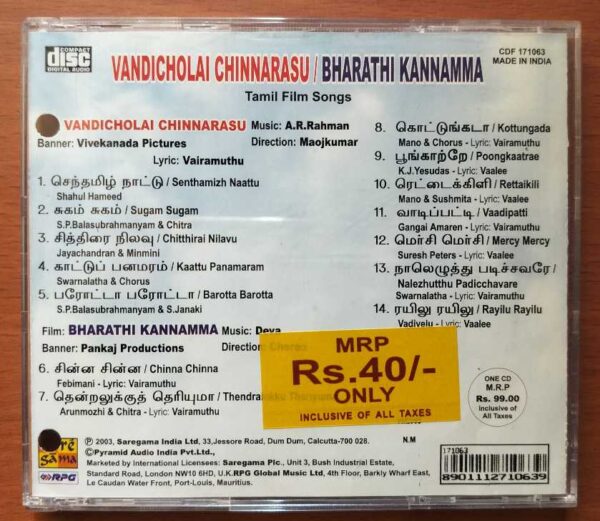 COMPACT
disc
DIGITAL AUDIO
CDF 171063
MADE IN INDIA
VANDICHOLAI CHINNARASU / BHARATHI KANNAMMA
Tamil Film Songs
VANDICHOLAI CHINNARASU Music: A.R.Rahman
Banner: Vivekanada Pictures Direction: Maojkumar
Lyric: Vairamuthu
1. செந்தமிழ் நாட்டு / Senthamizh Naattu
Shahul Hameed
2. சுகம் சுகம் / Sugam Sugam
S.P.Balasubrahmanyam & Chitra
3. சித்திரை நிலவு / Chitthirai Nilavu
Jayachandran & Minmini
4. காட்டுப் பனமரம் / Kaattu Panamaram
Swarnalatha & Chorus
5. பரோட்டா பரோட்டா / Barotta Barotta
S.P.Balasubrahmanyam & S.Janaki
Film: BHARATHI KANNAMMA Music: Deva
Banner: Pankaj Productions Direction:
6. சின்ன சின்ன / Chinna Chinna
Febimani - Lyric: Vairamuthu
7. தென்றலுக்குத் தெரியுமா /
Arunmozhi & Chitra - Lyric: Vairamuthu
8. கொட்டுங்கடா / Kottungada
Mano & Chorus - Lyric: Vairamuthu
9. பூங்காற்றே / Poongkaatrae
K.J.Yesudas - Lyric: Vaalee
10. ரெட்டைக்கிளி / Rettaikili
Mano & Sushmita - Lyric: Vaalee
11. வாடிப்பட்டி / Vaadipatti
Gangai Amaren - Lyric: Vairamuthu
12. மெர்சி மெர்சி / Mercy Mercy
Suresh Peters - Lyric: Vaalee
13. நாலெழுத்து படிச்சவரே /
Nalezhutthu Padicchavare
Swarnalatha - Lyric: Vairamuthu
14. ரயிலு ரயிலு / Rayilu Rayilu
Vadivelu - Lyric: Vaalee
MRP
Rs.40/-
ONLY
INCLUSIVE OF ALL TAXES
ONE CD
M.R.P
Rs. 99.00
inclusive of
All Taxes
N.M
sa re
ga ma
RPG
℗ 2003, Saregama India Ltd, 33, Jessore Road, Dum Dum, Calcutta-700 028.
©Pyramid Audio India Pvt.Ltd.,
Marketed by International Licensees: Saregama Plc., Unit 3, Bush Industrial Estate,
Standard Road, London NW10 6HD, U.K.RPG Global Music Ltd, 4th Floor, Barkly Wharf East,
Le Caudan Water Front, Port-Louis, Mauritius.
171063
8901112710639